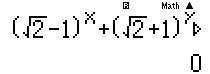 R Math ▲
(√2-1)^x+(√2+1)^x▷
0